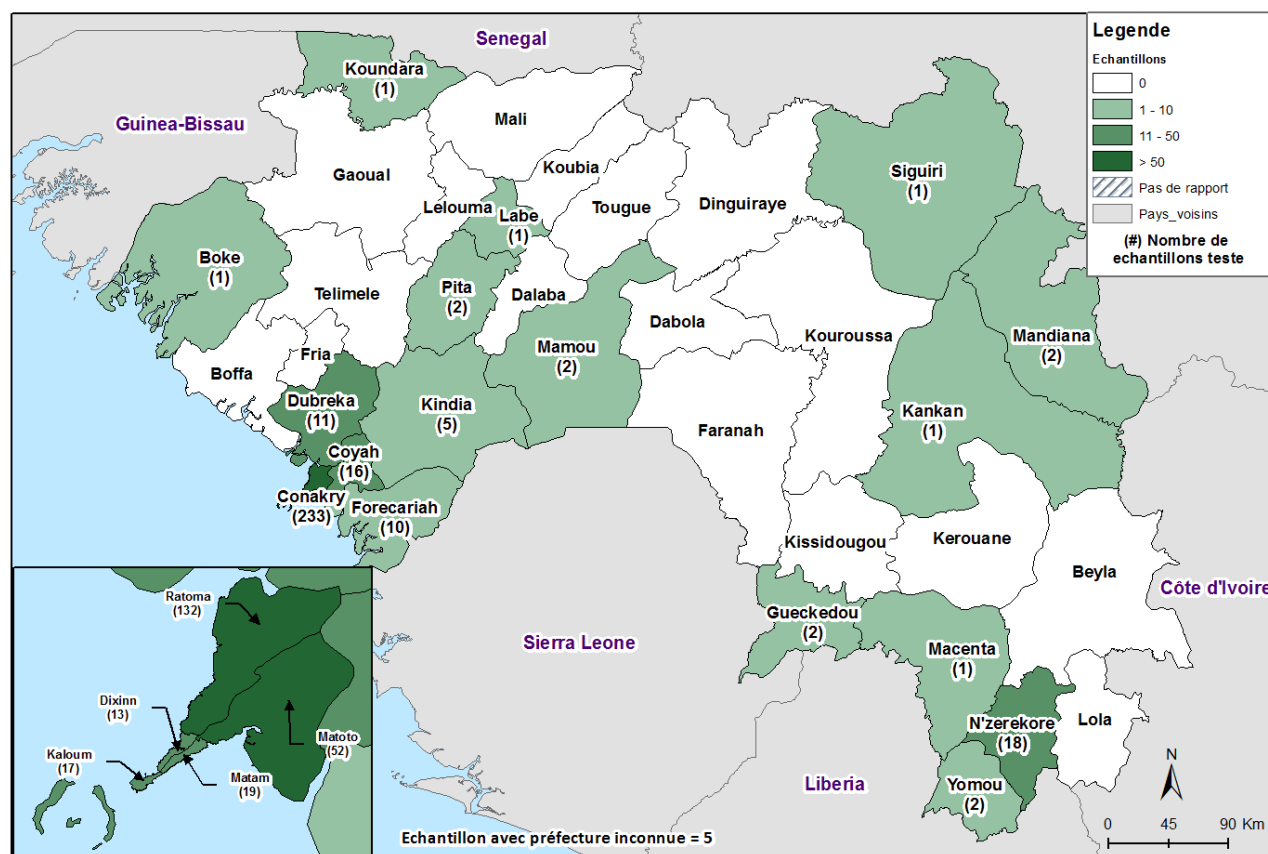 Senegal
Legende
Echantillons
0
1 - 10
11 - 50
> 50
Pas de rapport
Pays_voisins
(#) Nombre de
echantillons teste
Koundara
(1)
Guinea-Bissau
Mali
Gaoual
Koubia
Siguiri
(1)
Lelouma
Labe
(1)
Tougue
Dinguiraye
Boke
(1)
Telimele
Pita
(2)
Dalaba
Dabola
Kouroussa
Mandiana
(2)
Mamou
(2)
Fria
Boffa
Dubreka
(11)
Kindia
(5)
Kankan
(1)
Faranah
Coyah
(16)
Conakry
(233)
Forecariah
(10)
Kissidougou
Kerouane
Beyla
Côte d'Ivoire
Ratoma
(132)
Gueckedou
(2)
Sierra Leone
Macenta
(1)
Dixinn
(13)
N'zerekore
(18)
Lola
Matoto
(52)
Kaloum
(17)
Matam
(19)
Liberia
Yomou
(2)
N
0 45 90 Km
Echantillon avec préfecture inconnue = 5